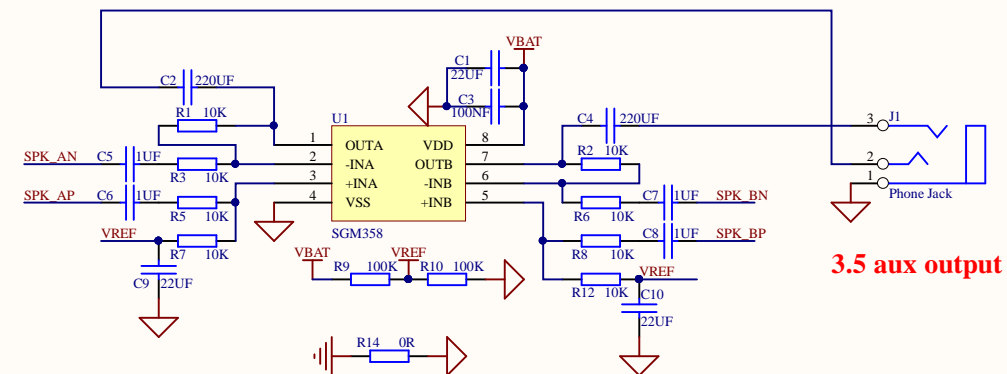 VBAT
C1
22UF
C2 220UF
C3
100NF
R1 10K
U1
C4 220UF
J1
3
1 OUTA VDD 8
OUTB 7
R2 10K
SPK_AN C5 1UF
2 -INA
R3 10K
-INB 6
2
3 +INA
+INB 5
1
Phone Jack
SPK_AP C6 1UF
R5 10K
4 VSS
C7 1UF SPK_BN
R6 10K
SGM358
VREF
R7 10K
C8 1UF SPK_BP
R8 10K
VBAT
VREF
R9 100K R10 100K
C9 22UF
VREF
R12 10K
C10
22UF
3.5 aux output
R14 0R